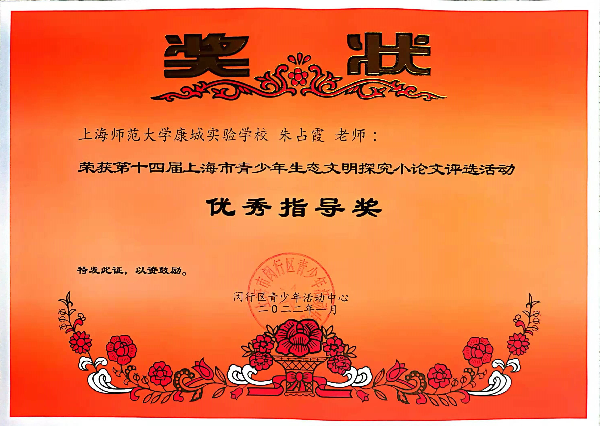 奖 状
上海师范大学康城实验学校 朱占霞 老师：
荣获第十四届上海市青少年生态文明探究小论文评选活动
优秀指导奖
特发此证，以资鼓励。
闵行区青少年活动中心
二〇二二年一月